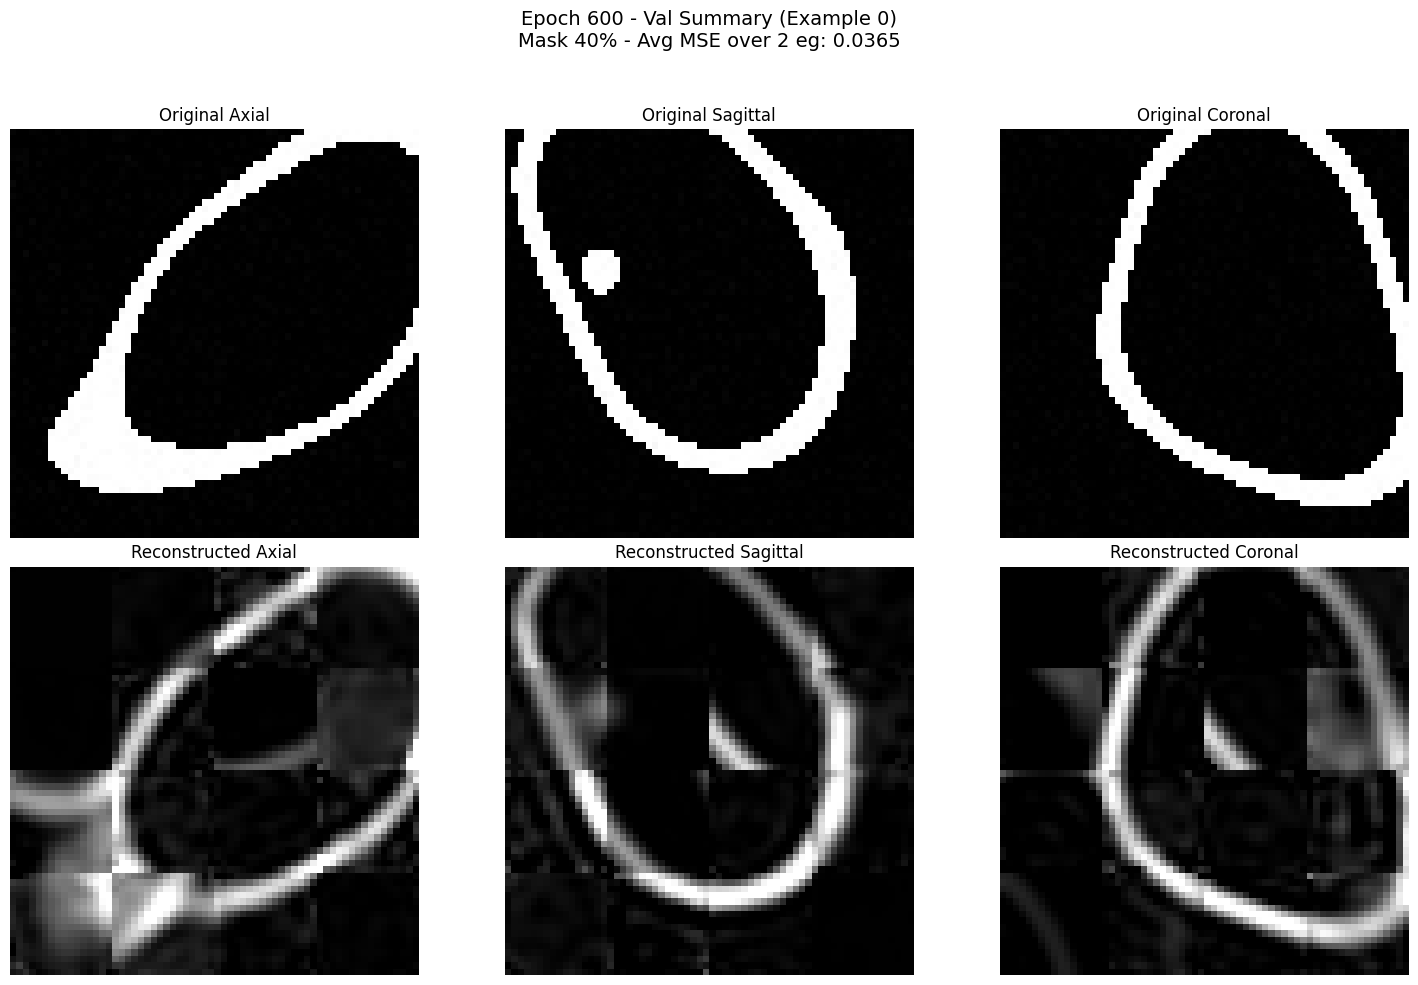 Epoch 600 - Val Summary (Example 0)
Mask 40% - Avg MSE over 2 eg: 0.0365
Original Axial
Original Sagittal
Original Coronal
Reconstructed Axial
Reconstructed Sagittal
Reconstructed Coronal